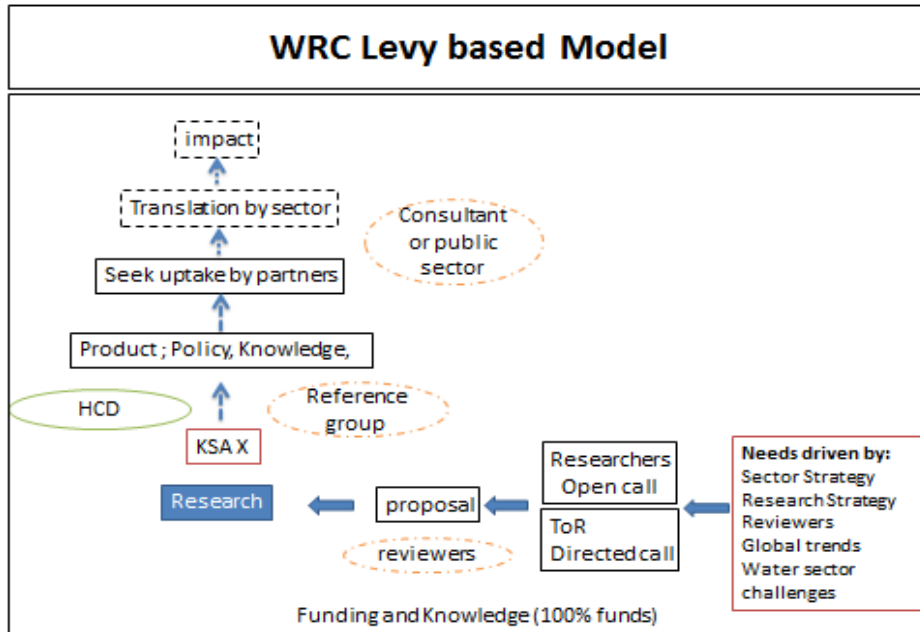 WRC Levy based Model
impact
Translation by sector
Consultant
or public
sector
Seek uptake by partners
Product ; Policy, Knowledge,
HCD
Reference
group
KSA X
Research
proposal
reviewers
Researchers
Open call
ToR
Directed call
Needs driven by:
Sector Strategy
Research Strategy
Reviewers
Global trends
Water sector
challenges
Funding and Knowledge (100% funds)